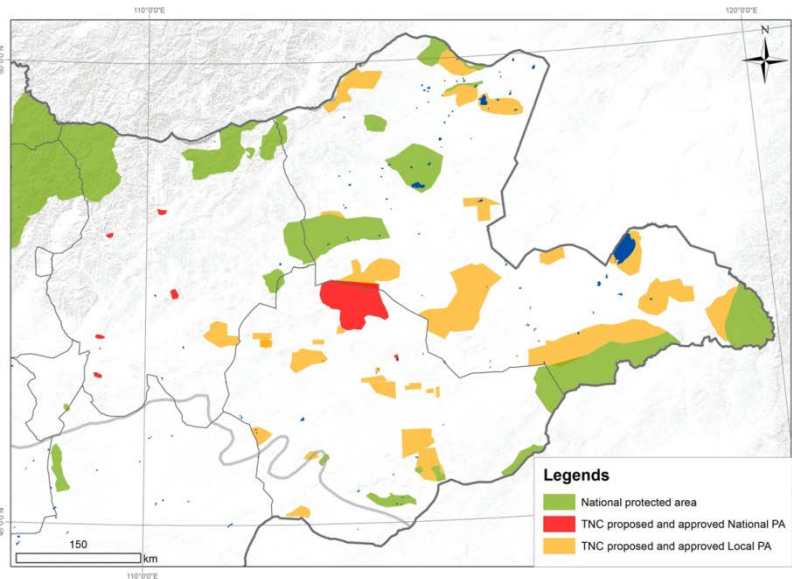 110°0'0"E
120°0'0"E
N
Legends
National protected area
TNC proposed and approved National PA
TNC proposed and approved Local PA
150
km
110°0'0"E